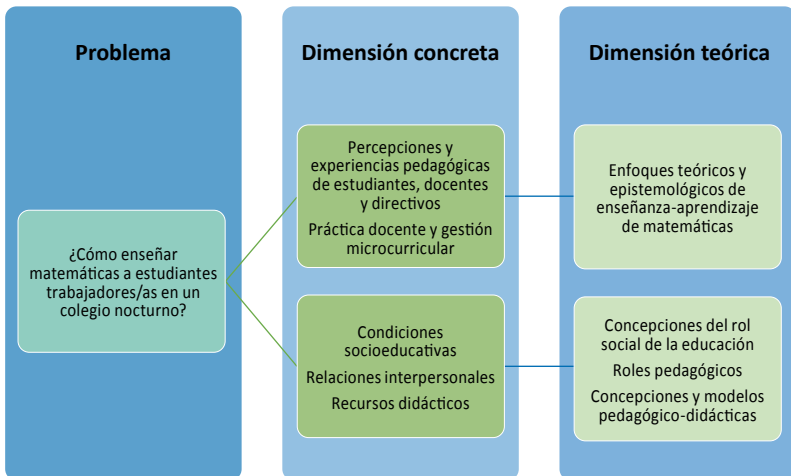 Problema
¿Cómo enseñar
matemáticas a estudiantes
trabajadores/as en un
colegio nocturno?
Dimensión concreta
Percepciones y
experiencias pedagógicas
de estudiantes, docentes
y directivos
Práctica docente y gestión
microcurricular
Condiciones
socioeducativas
Relaciones interpersonales
Recursos didácticos
Dimensión teórica
Enfoques teóricos y
epistemológicos de
enseñanza-aprendizaje
de matemáticas
Concepciones del rol
social de la educación
Roles pedagógicos
Concepciones y modelos
pedagógico-didácticas